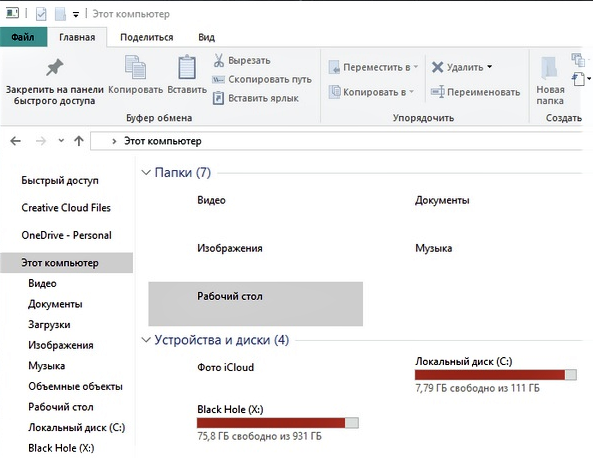 Этот компьютер
Файл Главная Поделиться Вид
Закрепить на панели быстрого доступа
Копировать
Вставить
Вырезать
Скопировать путь
Вставить ярлык
Буфер обмена
Переместить в
Копировать в
Удалить
Переименовать
Упорядочить
Новая папка
Создать
Этот компьютер
Быстрый доступ
Creative Cloud Files
OneDrive - Personal
Этот компьютер
Видео
Документы
Загрузки
Изображения
Музыка
Объемные объекты
Рабочий стол
Локальный диск (C:)
Black Hole (X:)
Папки (7)
Видео
Документы
Изображения
Музыка
Рабочий стол
Устройства и диски (4)
Фото iCloud
Локальный диск (C:)
7,79 ГБ свободно из 111 ГБ
Black Hole (X:)
75,8 ГБ свободно из 931 ГБ